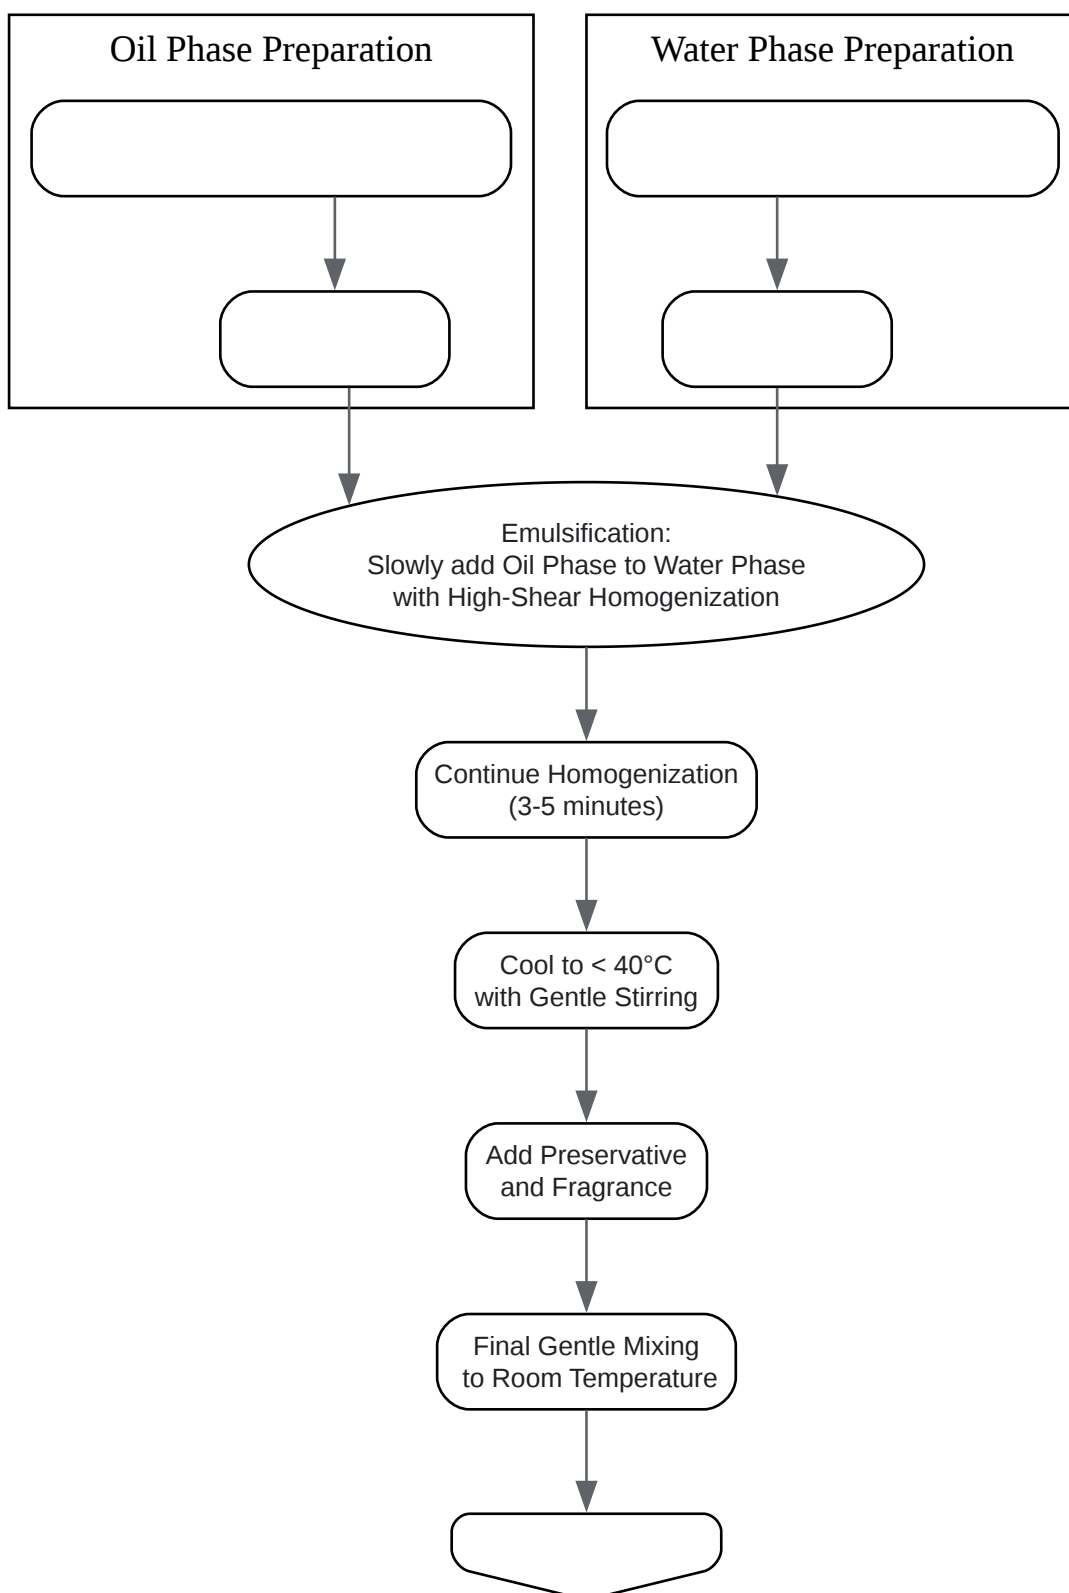 Oil Phase Preparation
Water Phase Preparation
Emulsification:
Slowly add Oil Phase to Water Phase
with High-Shear Homogenization
Continue Homogenization
(3-5 minutes)
Cool to < 40°C
with Gentle Stirring
Add Preservative
and Fragrance
Final Gentle Mixing
to Room Temperature